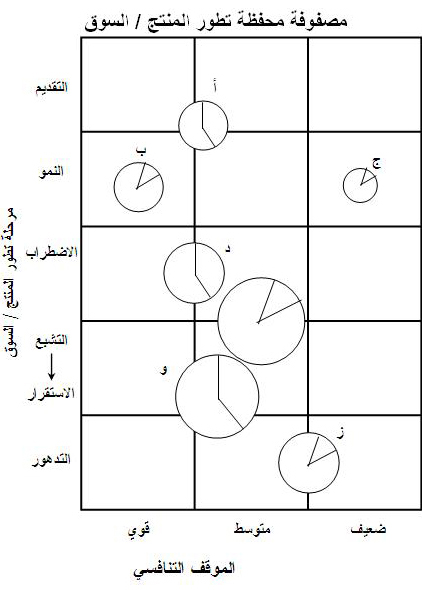 مصفوفة محفظة تطور المنتج / السوق
التقديم
أ
النمو
ب
ج
مرحلة تطور المنتج / السوق
الاضطراب
د
التشبع
الاستقرار
و
التدهور
ز
قوي
متوسط
ضعيف
الموقف التنافسي